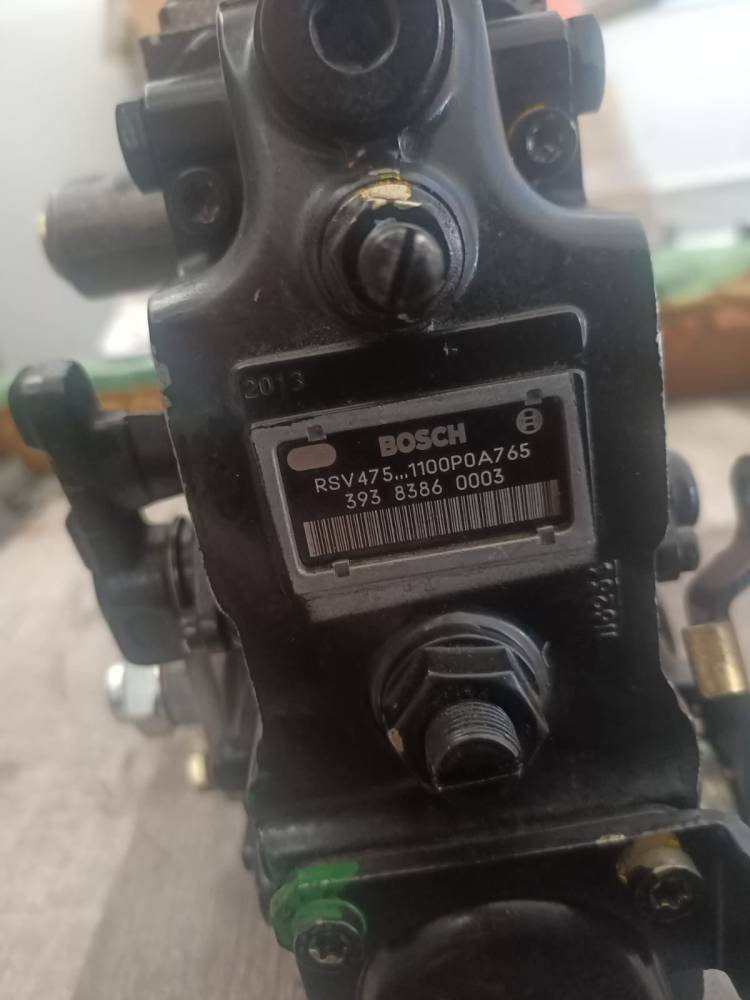 2013
BOSCH
RSV475...1100P0A765
393 8386 0003